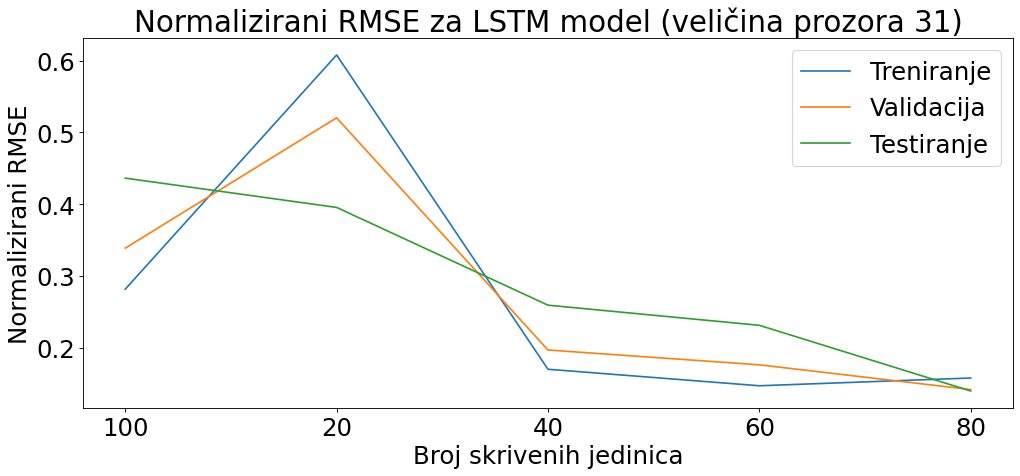 Normalizirani RMSE za LSTM model (veličina prozora 31)
Normalizirani RMSE
0.6
0.5
0.4
0.3
0.2
Treniranje
Validacija
Testiranje
100 20 40 60 80
Broj skrivenih jedinica